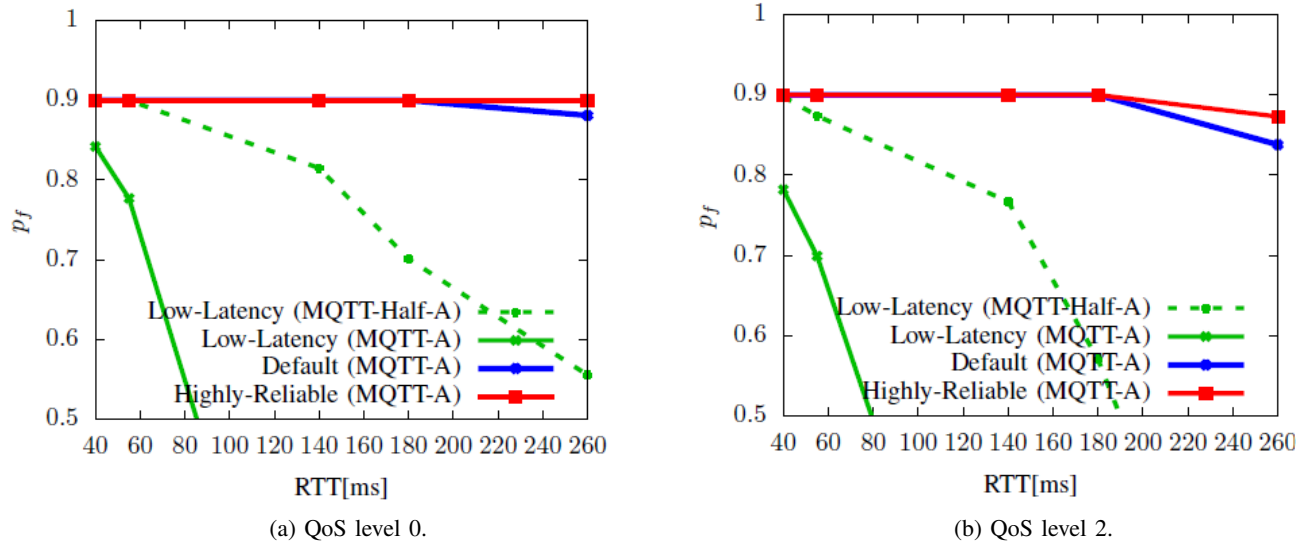 1
0.9
0.8
p_f
0.7
Low-Latency (MQTT-Half-A)
0.6
Low-Latency (MQTT-A)
Default (MQTT-A)
Highly-Reliable (MQTT-A)
0.5
40 60 80 100 120 140 160 180 200 220 240 260
RTT[ms]
(a) QoS level 0.
1
0.9
0.8
p_f
0.7
Low-Latency (MQTT-Half-A)
0.6
Low-Latency (MQTT-A)
Default (MQTT-A)
Highly-Reliable (MQTT-A)
0.5
40 60 80 100 120 140 160 180 200 220 240 260
RTT[ms]
(b) QoS level 2.